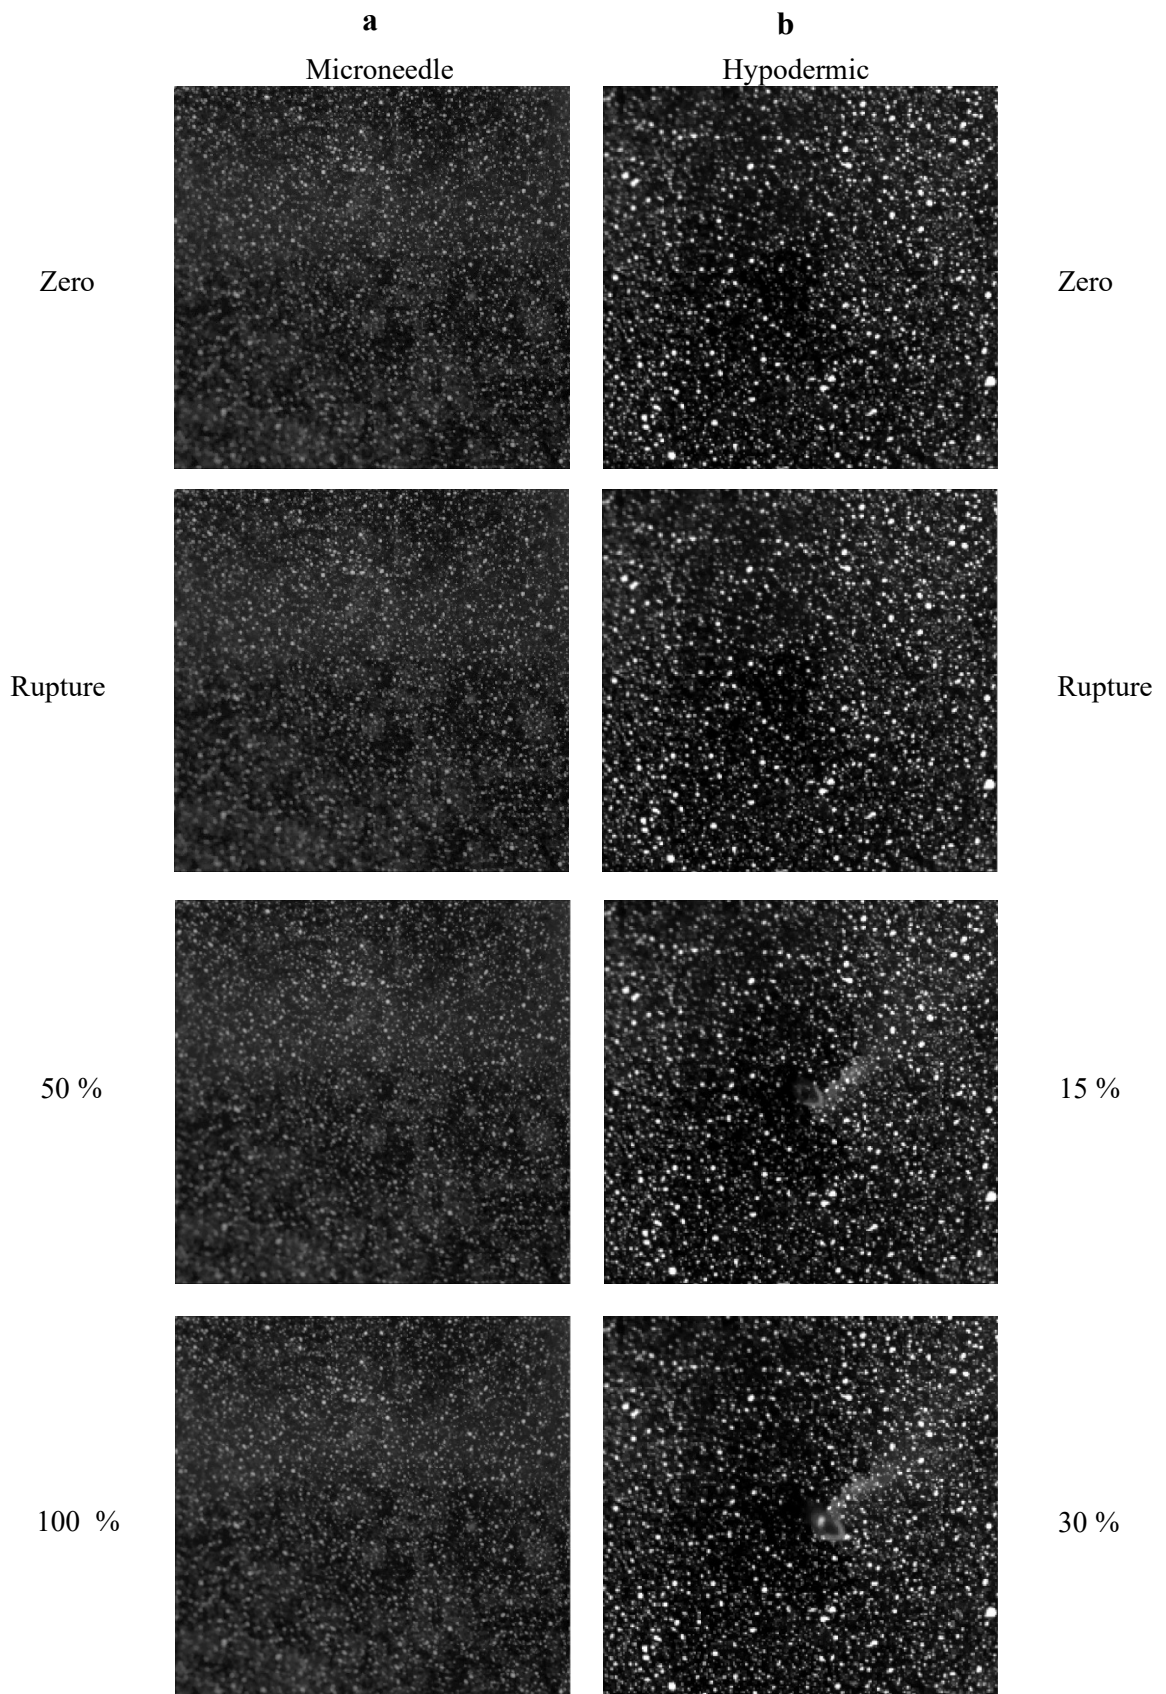 a b
Microneedle Hypodermic
Zero Zero
Rupture Rupture
50 % 15 %
100 % 30 %